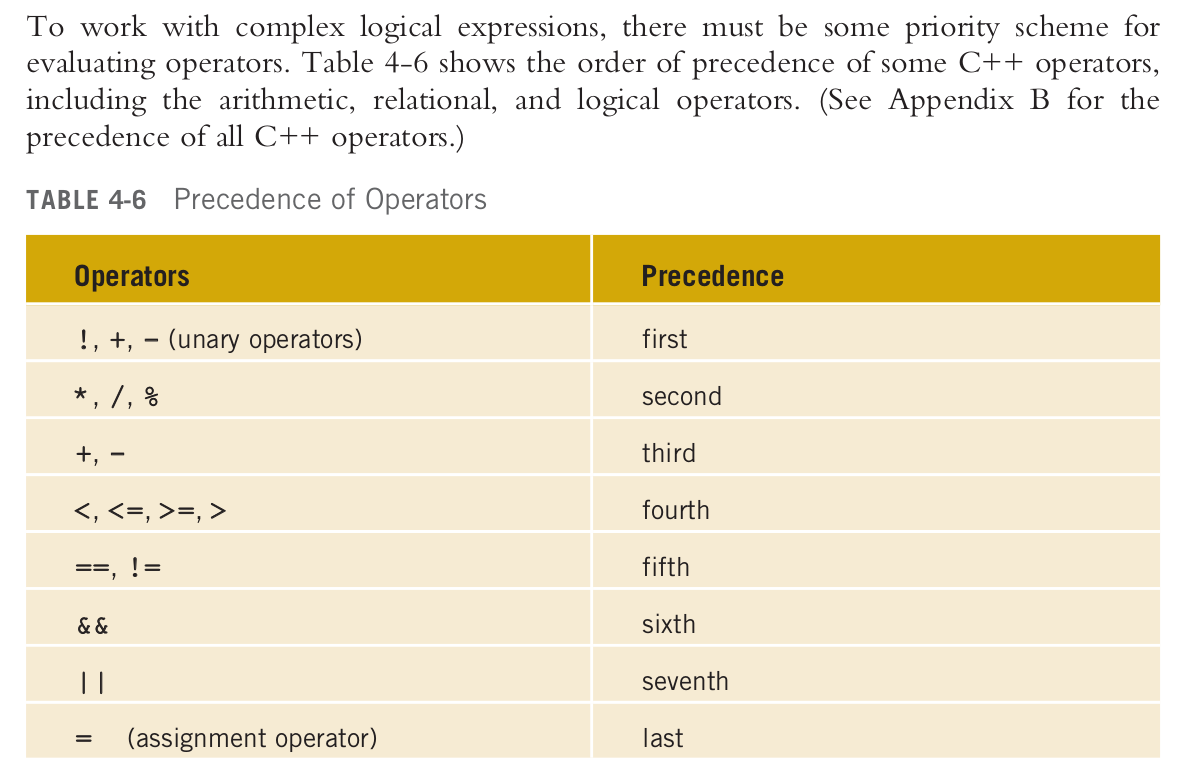 To work with complex logical expressions, there must be some priority scheme for
evaluating operators. Table 4-6 shows the order of precedence of some C++ operators,
including the arithmetic, relational, and logical operators. (See Appendix B for the
precedence of all C++ operators.)
TABLE 4-6 Precedence of Operators
Operators Precedence
!, +, - (unary operators) first
*, /, % second
+, - third
<, <=, >=, > fourth
==, != fifth
&& sixth
|| seventh
= (assignment operator) last